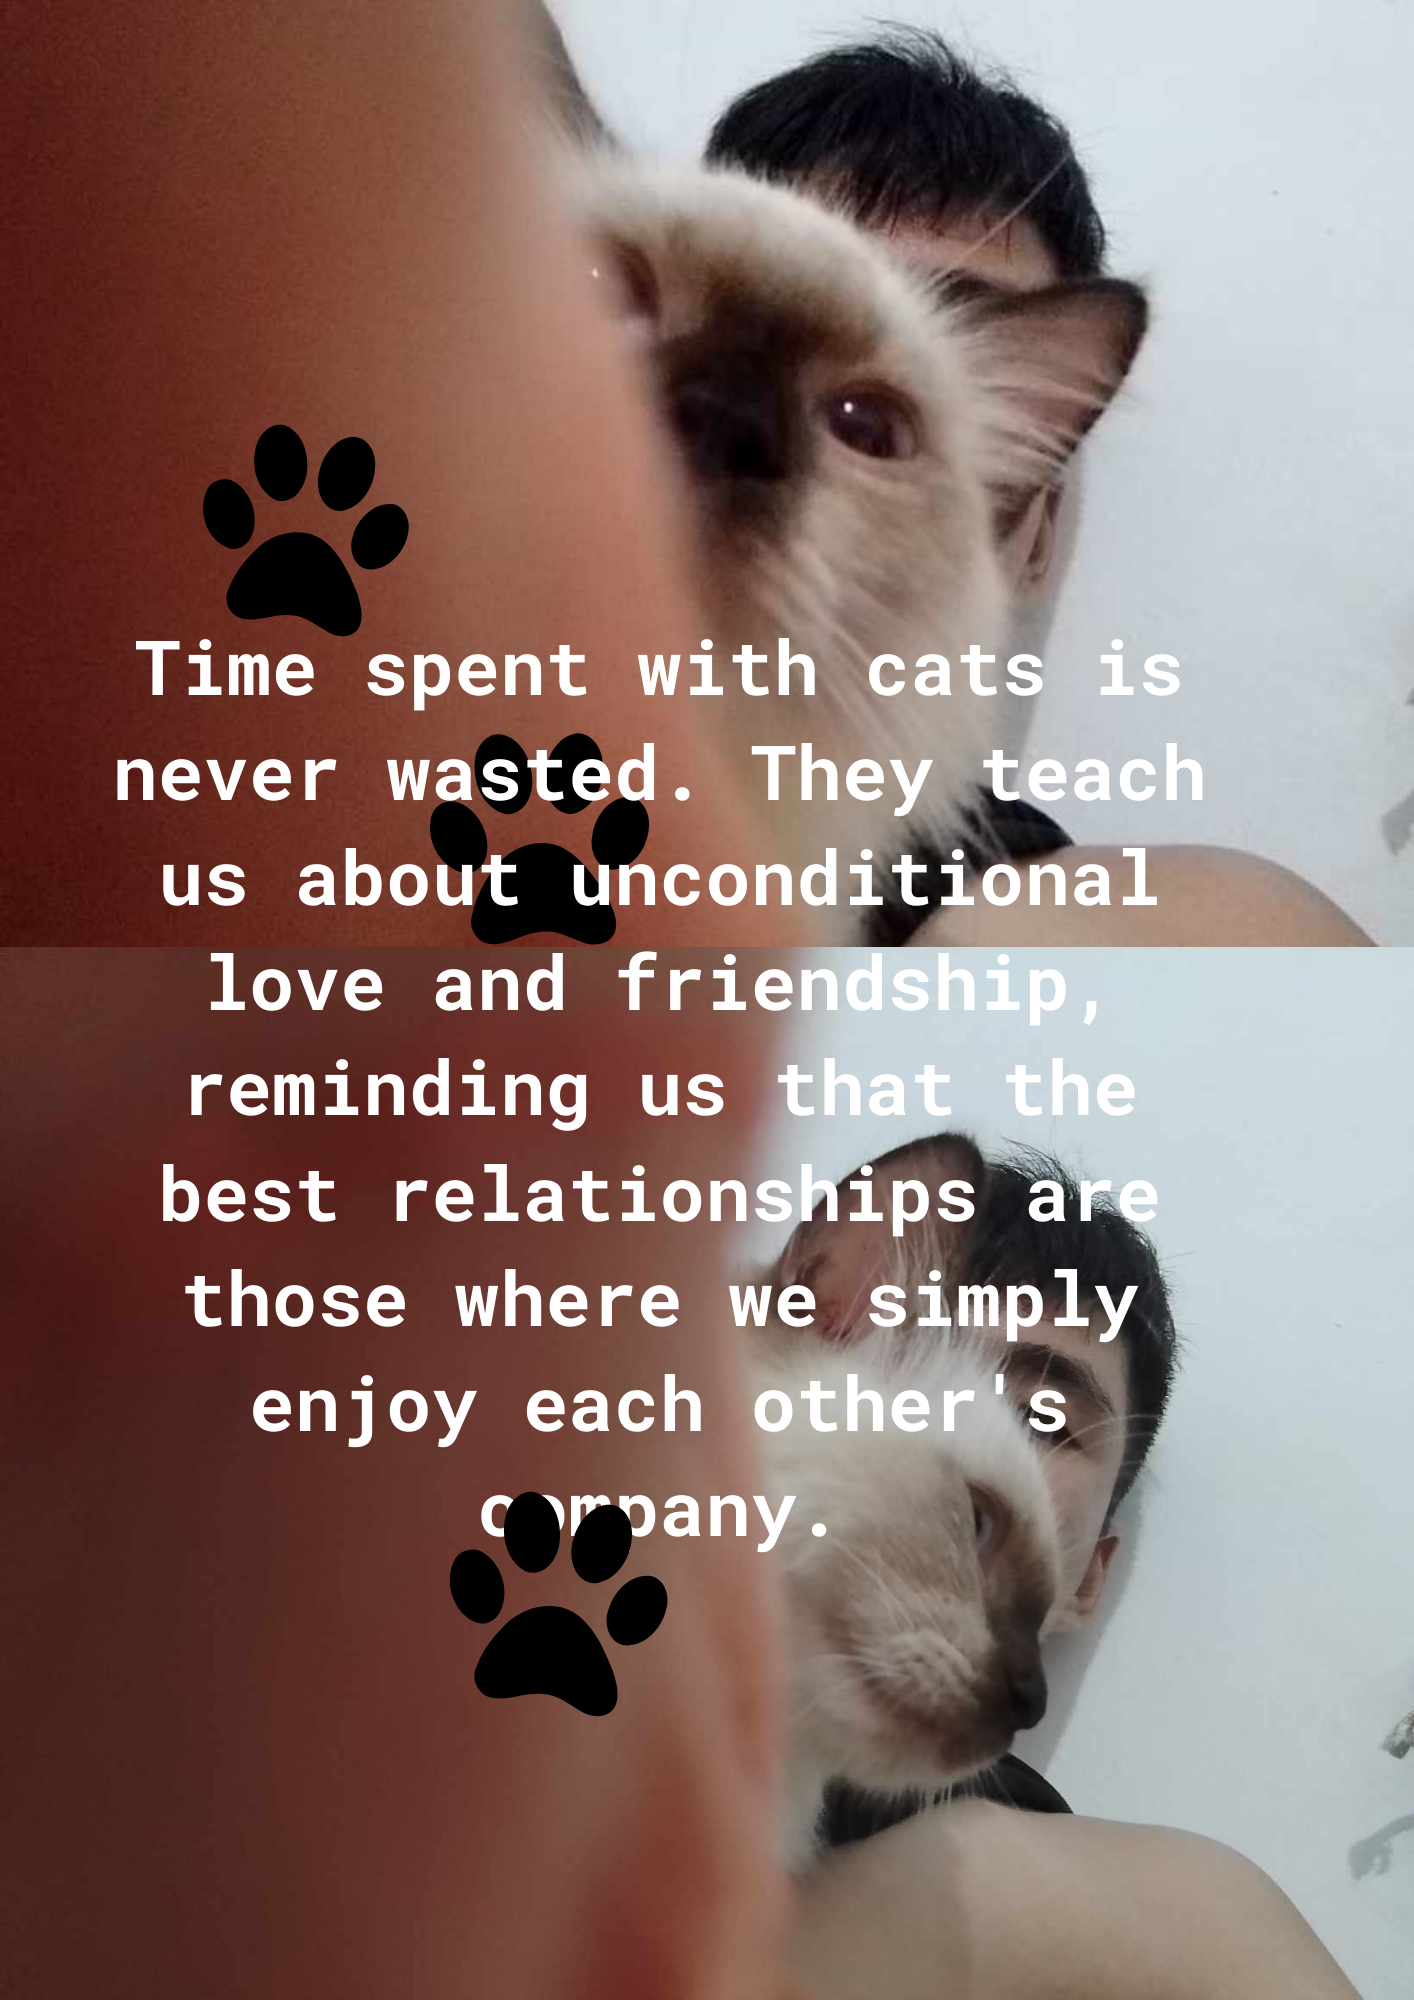 Time spent with cats is
never wasted. They teach
us about unconditional
love and friendship,
reminding us that the
best relationships are
those where we simply
enjoy each other's
company.